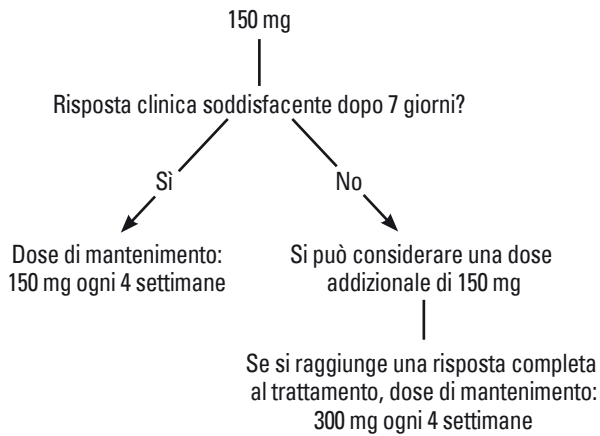 150 mg
Risposta clinica soddisfacente dopo 7 giorni?
Sì
No
Dose di mantenimento:
150 mg ogni 4 settimane
Si può considerare una dose
addizionale di 150 mg
Se si raggiunge una risposta completa
al trattamento, dose di mantenimento:
300 mg ogni 4 settimane